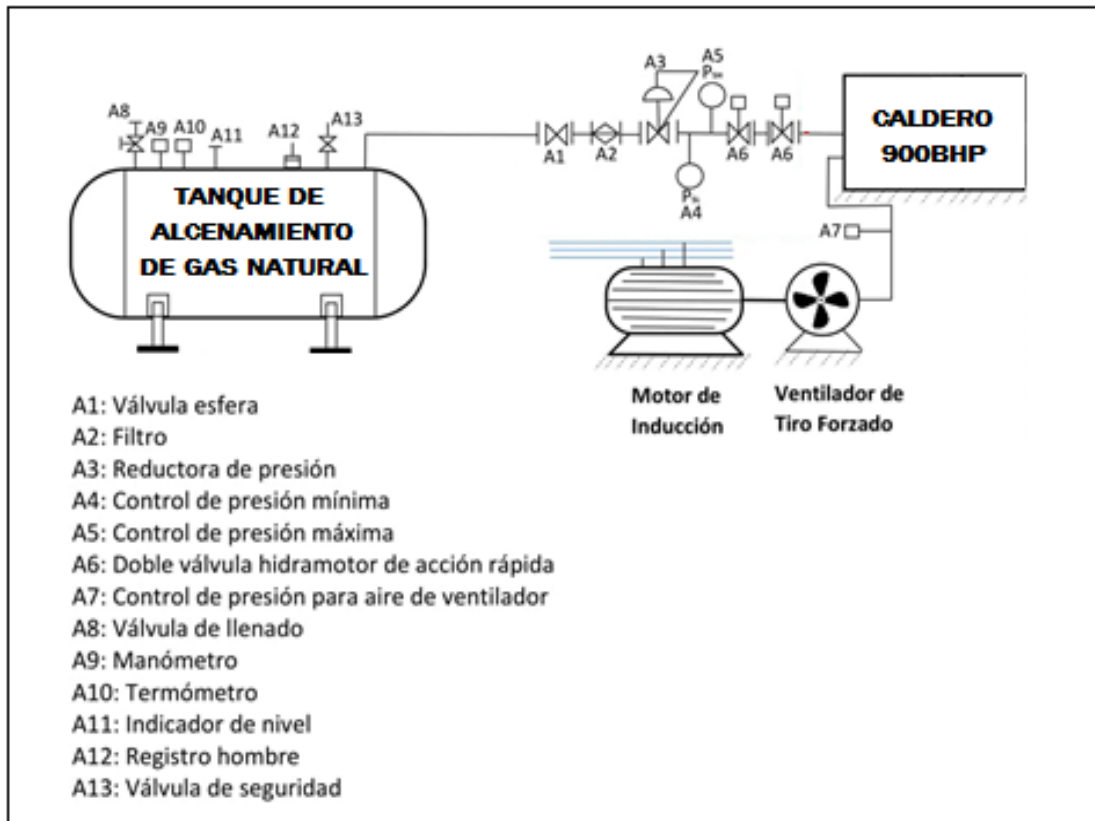 A8
A9
A10
A11
A12
A13
A3
A5
A1
A2
A6
A6
A4
A7
TANQUE DE
ALCENAMIENTO
DE GAS NATURAL
CALDERO
900BHP
Motor de
Inducción
Ventilador de
Tiro Forzado
A1: Válvula esfera
A2: Filtro
A3: Reductora de presión
A4: Control de presión mínima
A5: Control de presión máxima
A6: Doble válvula hidramotor de acción rápida
A7: Control de presión para aire de ventilador
A8: Válvula de llenado
A9: Manómetro
A10: Termómetro
A11: Indicador de nivel
A12: Registro hombre
A13: Válvula de seguridad